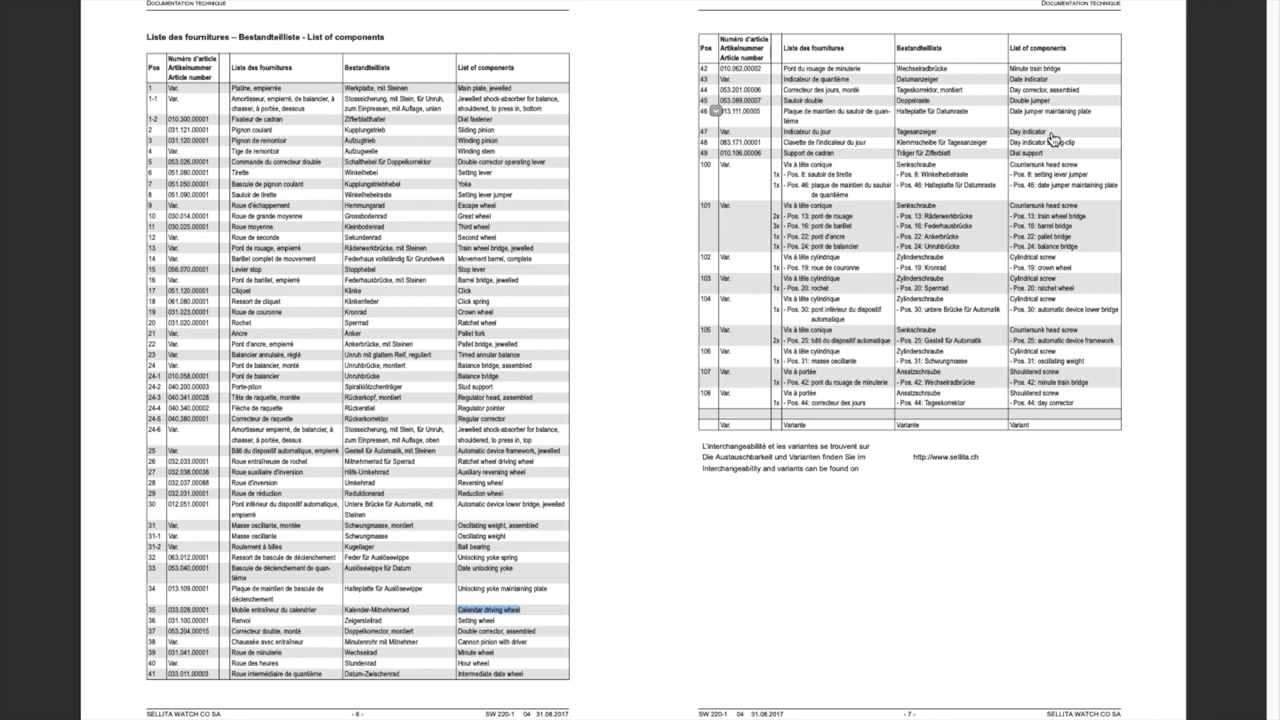 DOCUMENTATION TECHNIQUE
Liste des fournitures – Bestandteilliste - List of components
Pos Numéro d'article Artikelnummer Article number Liste des fournitures Bestandteilliste List of components
1 Var. Platine, empierrée Werkplatte, mit Steinen Main plate, jewelled
1-1 Var. Amortisseur, empierré, de balancier, à Stosssicherung, mit Stein, für Unruh, Jewelled shock-absorber for balance,
chasser, à portée, dessous zum Einpressen, mit Auflage, unten shouldered, to press in, bottom
1-2 010.300.00001 Fixateur de cadran Zifferblatthalter Dial fastener
2 031.121.00001 Pignon coulant Kupplungstrieb Sliding pinion
3 031.120.00001 Pignon de remontoir Aufzugtrieb Winding pinion
4 Var. Tige de remontoir Aufzugwelle Winding stem
5 053.026.00001 Commande du correcteur double Schalthebel für Doppelkorrektor Double corrector operating lever
6 051.080.00001 Tirette Winkelhebel Setting lever
7 051.050.00001 Bascule de pignon coulant Kupplungstriebhebel Yoke
8 051.090.00001 Sautoir de tirette Winkelhebelraste Setting lever jumper
9 Var. Roue d'échappement Hemmungsrad Escape wheel
10 030.014.00001 Roue de grande moyenne Grossbodenrad Great wheel
11 030.025.00001 Roue moyenne Kleinbodenrad Third wheel
12 Var. Roue de seconde Sekundenrad Second wheel
13 Var. Pont de rouage, empierré Räderwerkbrücke, mit Steinen Train wheel bridge, jewelled
14 Var. Barillet complet de mouvement Federhaus vollständig für Grundwerk Movement barrel, complete
15 056.070.00001 Levier stop Stopphebel Stop lever
16 Var. Pont de barillet, empierré Federhausbrücke, mit Steinen Barrel bridge, jewelled
17 051.120.00001 Cliquet Klinke Click
18 061.080.00001 Ressort de cliquet Klinkenfeder Click spring
19 031.023.00001 Roue de couronne Kronrad Crown wheel
20 031.020.00001 Rochet Sperrrad Ratchet wheel
21 Var. Ancre Anker Pallet fork
22 Var. Pont d'ancre, empierré Ankerbrücke, mit Steinen Pallet bridge, jewelled
23 Var. Balancier annulaire, réglé Unruh mit glattem Reif, reguliert Timed annular balance
24 Var. Pont de balancier, monté Unruhbrücke, montiert Balance bridge, assembled
24-1 010.058.00001 Pont de balancier Unruhbrücke Balance bridge
24-2 040.200.00003 Porte-piton Spiralklötzchenträger Stud support
24-3 040.341.00028 Tête de raquette, montée Rückerkopf, montiert Regulator head, assembled
24-4 040.340.00002 Flèche de raquette Rückerstiel Regulator pointer
24-5 040.380.00001 Correcteur de raquette Rückerkorrektor Regular corrector
24-6 Var. Amortisseur empierré, de balancier, à Stosssicherung, mit Stein, für Unruh, Jewelled shock-absorber for balance,
chasser, à portée, dessus zum Einpressen, mit Auflage, oben shouldered, to press in, top
25 Var. Bâti du dispositif automatique, empierré Gestell für Automatik, mit Steinen Automatic device framework, jewelled
26 032.033.00001 Roue entraîneuse de rochet Mitnehmerrad für Sperrad Ratchet wheel driving wheel
27 032.038.00038 Roue auxiliaire d'inversion Hilfs-Umkehrrad Auxiliary reversing wheel
28 032.037.00088 Roue d'inversion Umkehrrad Reversing wheel
29 032.031.00001 Roue de réduction Reduktionsrad Reduction wheel
30 012.051.00001 Pont inférieur du dispositif automatique, Untere Brücke für Automatik, mit Automatic device lower bridge, jewelled
empierré Steinen
31 Var. Masse oscillante, montée Schwungmasse, montiert Oscillating weight, assembled
31-1 Var. Masse oscillante Schwungmasse Oscillating weight
31-2 Var. Roulement à billes Kugellager Ball bearing
32 063.012.00001 Ressort de bascule de déclenchement Feder für Auslösewippe Unlocking yoke spring
33 053.040.00001 Bascule de déclenchement de quan- Auslösewippe für Datum Date unlocking yoke
tième
34 013.109.00001 Plaque de maintien de bascule de Halteplatte für Auslösewippe Unlocking yoke maintaining plate
déclenchement
35 033.028.00001 Mobile entraîneur du calendrier Kalender-Mitnehmerrad Calendar driving wheel
36 031.100.00001 Renvoi Zeigerstellrad Setting wheel
37 053.204.00015 Correcteur double, monté Doppelkorrektor, montiert Double corrector, assembled
38 Var. Chaussée avec entraîneur Minutenrohr mit Mitnehmer Cannon pinion with driver
39 031.041.00001 Roue de minuterie Wechselrad Minute wheel
40 Var. Roue des heures Stundenrad Hour wheel
41 033.011.00003 Roue intermédiaire de quantième Datum-Zwischenrad Intermediate date wheel
SELLITA WATCH CO SA - 6 - SW 220-1 04 31.08.2017
DOCUMENTATION TECHNIQUE
Pos Numéro d'article Artikelnummer Article number Liste des fournitures Bestandteilliste List of components
42 010.062.00002 Pont du rouage de minuterie Wechselradbrücke Minute train bridge
43 Var. Indicateur de quantième Datumanzeiger Date indicator
44 053.201.00006 Correcteur des jours, monté Tageskorrektor, montiert Day corrector, assembled
45 053.089.00007 Sautoir double Doppelraste Double jumper
46 013.111.00005 Plaque de maintien du sautoir de quan- Halteplatte für Datumraste Date jumper maintaining plate
tième
47 Var. Indicateur du jour Tagesanzeiger Day indicator
48 083.171.00001 Clavette de l'indicateur du jour Klemmscheibe für Tagesanzeiger Day indicator -clip
49 010.106.00006 Support de cadran Träger für Zifferblatt Dial support
100 Var. Vis à tête conique Senkschraube Countersunk head screw
1x - Pos. 8: sautoir de tirette - Pos. 8: Winkelhebelraste - Pos. 8: setting lever jumper
1x - Pos. 46: plaque de maintien du sautoir - Pos. 46: Halteplatte für Datumraste - Pos. 46: date jumper maintaining plate
de quantième
101 Var. Vis à tête conique Senkschraube Countersunk head screw
2x - Pos. 13: pont de rouage - Pos. 13: Räderwerkbrücke - Pos. 13: train wheel bridge
3x - Pos. 16: pont de barillet - Pos. 16: Federhausbrücke - Pos. 16: barrel bridge
1x - Pos. 22: pont d'ancre - Pos. 22: Ankerbrücke - Pos. 22: pallet bridge
1x - Pos. 24: pont de balancier - Pos. 24: Unruhbrücke - Pos. 24: balance bridge
102 Var. Vis à tête cylindrique Zylinderschraube Cylindrical screw
1x - Pos. 19: roue de couronne - Pos. 19: Kronrad - Pos. 19: crown wheel
103 Var. Vis à tête cylindrique Zylinderschraube Cylindrical screw
1x - Pos. 20: rochet - Pos. 20: Sperrrad - Pos. 20: ratchet wheel
104 Var. Vis à tête cylindrique Zylinderschraube Cylindrical screw
1x - Pos. 30: pont inférieur du dispositif - Pos. 30: untere Brücke für Automatik - Pos. 30: automatic device lower bridge
automatique
105 Var. Vis à tête conique Senkschraube Countersunk head screw
2x - Pos. 25: bâti du dispositif automatique - Pos. 25: Gestell für Automatik - Pos. 25: automatic device framework
106 Var. Vis à tête cylindrique Zylinderschraube Cylindrical screw
1x - Pos. 31: masse oscillante - Pos. 31: Schwungmasse - Pos. 31: oscillating weight
107 Var. Vis à portée Ansatzschraube Shouldered screw
1x - Pos. 42: pont du rouage de minuterie - Pos. 42: Wechselradbrücke - Pos. 42: minute train bridge
108 Var. Vis à portée Ansatzschraube Shouldered screw
1x - Pos. 44: correcteur des jours - Pos. 44: Tageskorrektor - Pos. 44: day corrector
Var. Variante Variante Variant
L'interchangeabilité et les variantes se trouvent sur
Die Austauschbarkeit und Varianten finden Sie im http://www.sellita.ch
Interchangeability and variants can be found on
SW 220-1 04 31.08.2017 - 7 - SELLITA WATCH CO SA